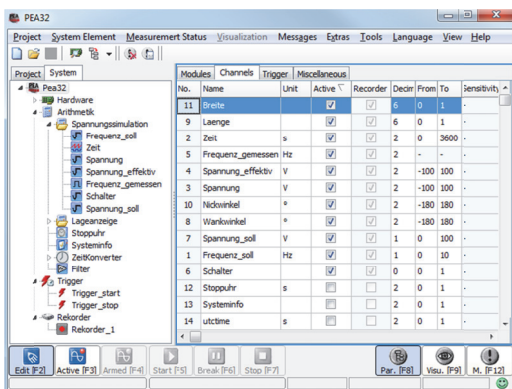 PEA32
Project System Element Measurement Status Visualization Messages Extras Tools Language View Help
Project System
Pea32
Hardware
Arithmetik
Spannungssimulation
Frequenz_soll
Zeit
Spannung
Spannung_effektiv
Frequenz_gemessen
Schalter
Spannung_soll
Lageanzeige
Stoppuhr
Systeminfo
ZeitKonverter
Filter
Trigger
Trigger_start
Trigger_stop
Rekorder
Rekorder_1
Modules Channels Trigger Miscellaneous
No. Name Unit Active Recorder Decim From To Sensitivity
11 Breite 6 0 1 -
9 Laenge 6 0 1 -
2 Zeit s 2 0 3600 -
5 Frequenz_gemessen Hz 2 - - -
4 Spannung_effektiv V 2 -100 100 -
3 Spannung V 2 -100 100 -
10 Nickwinkel ° 2 -180 180 -
8 Wankwinkel ° 2 -180 180 -
7 Spannung_soll V 1 0 100 -
1 Frequenz_soll Hz 1 0 10 -
6 Schalter 0 0 1 -
12 Stoppuhr s 2 0 1 -
13 Systeminfo 2 0 1 -
14 utctime s 2 0 1 -
Edit [F2] Active [F3] Armed [F4] Start [F5] Break [F6] Stop [F7] Par. [F8] Visu. [F9] M. [F12]